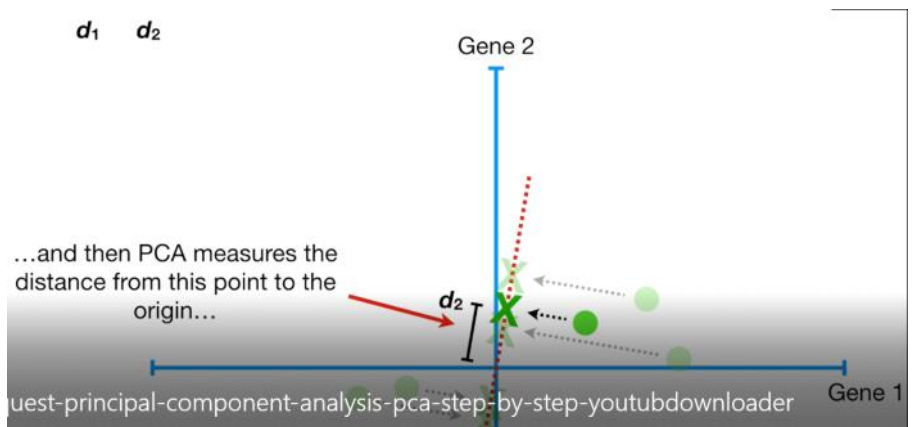 d1 d2
Gene 2
...and then PCA measures the
distance from this point to the
origin...
d2
X
X
X
X
Gene 1
uest-principal-component-analysis-pca-step-by-step-youtubdownloader